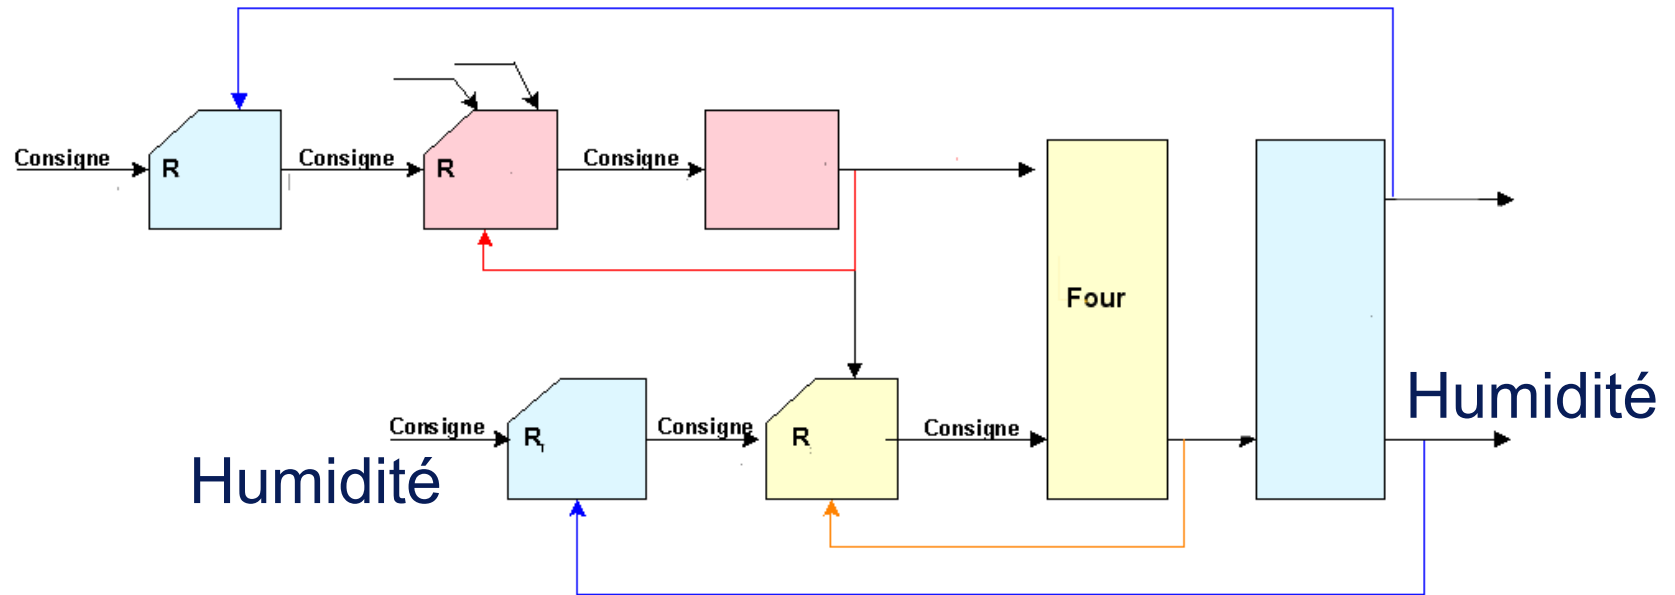 Consigne
R
Consigne
R
Consigne
Four
Humidité
Consigne
R
Consigne
R
Consigne
Humidité